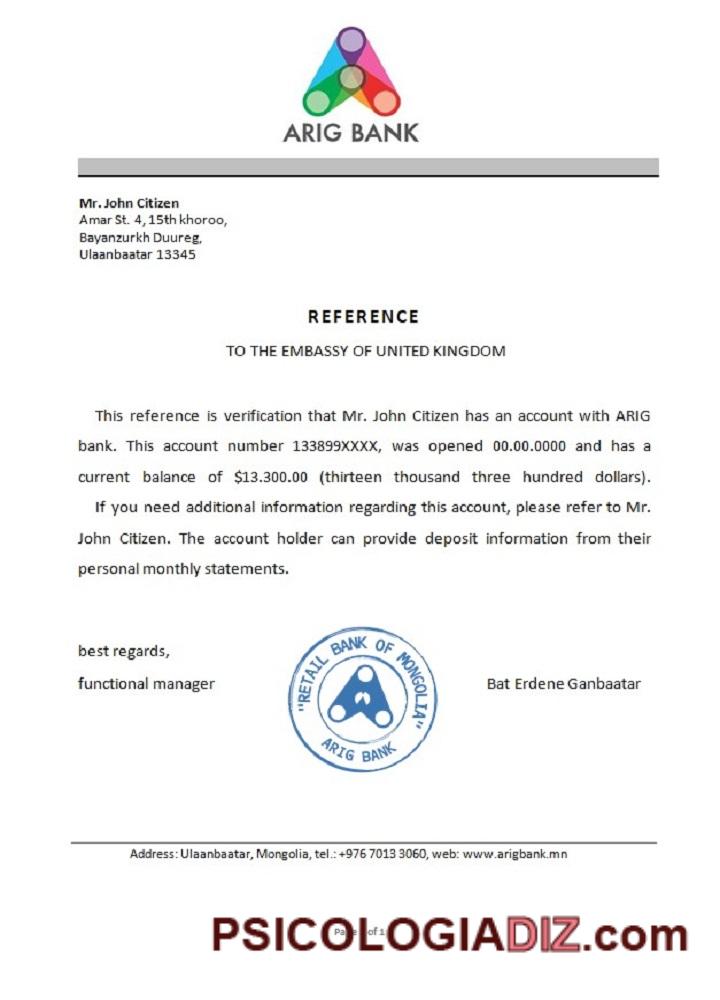 ARIG BANK
Mr. John Citizen
Amar St. 4, 15th khoroo,
Bayanzurkh Duureg,
Ulaanbaatar 13345
REFERENCE
TO THE EMBASSY OF UNITED KINGDOM
This reference is verification that Mr. John Citizen has an account with ARIG
bank. This account number 133899XXXX, was opened 00.00.0000 and has a
current balance of $13.300.00 (thirteen thousand three hundred dollars).
If you need additional information regarding this account, please refer to Mr.
John Citizen. The account holder can provide deposit information from their
personal monthly statements.
best regards,
functional manager
"RETAIL BANK OF MONGOLIA"
ARIG BANK
Bat Erdene Ganbaatar
Address: Ulaanbaatar, Mongolia, tel.: +976 7013 3060, web: www.arigbank.mn
of 1
PSICOLOGIADIZ.com